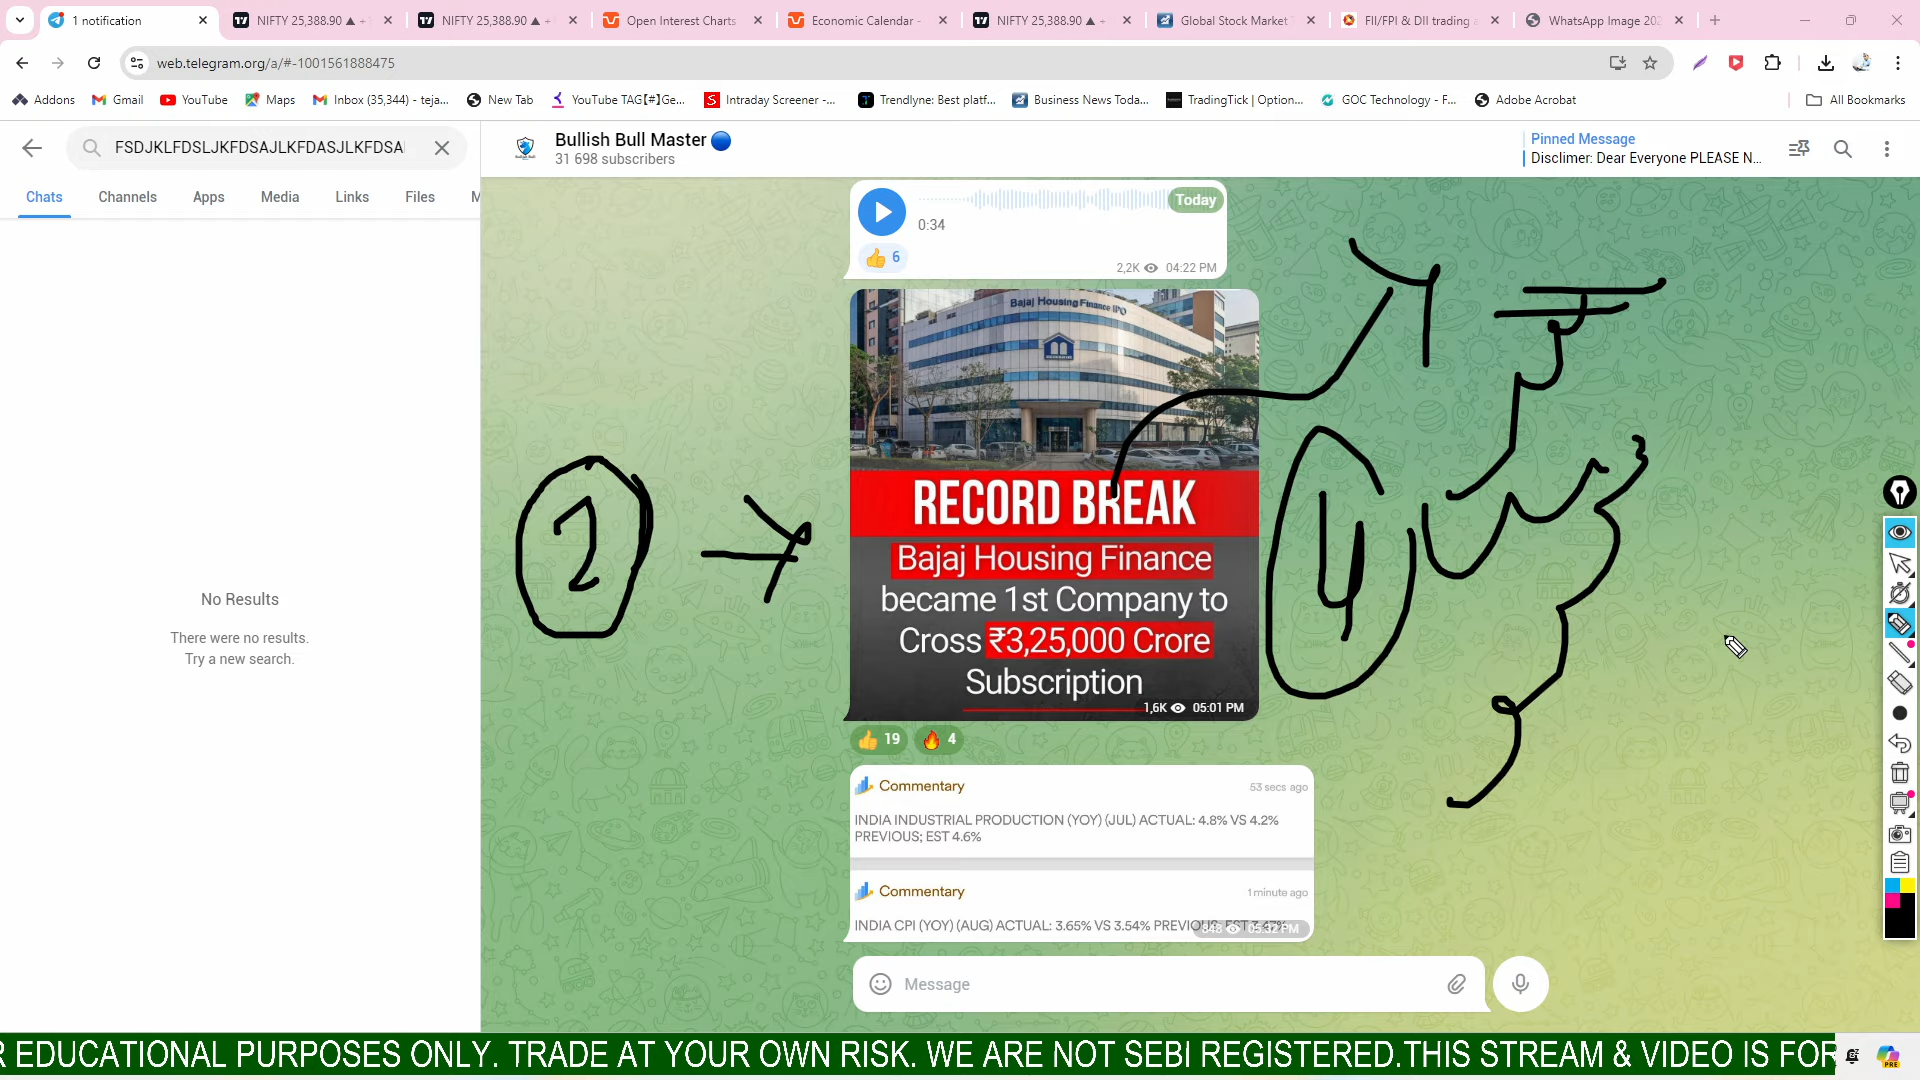 1 notification
NIFTY 25,388.90 ▲ +
NIFTY 25,388.90 ▲ +
Open Interest Charts
Economic Calendar -
NIFTY 25,388.90 ▲ +
Global Stock Market
FII/FPI & DII trading a
WhatsApp Image 202
web.telegram.org/a/#-1001561888475
Addons
Gmail
YouTube
Maps
Inbox (35,344) - teja...
New Tab
YouTube TAG【#】Ge...
Intraday Screener -...
Trendlyne: Best platf...
Business News Toda...
TradingTick | Option...
GOC Technology - F...
Adobe Acrobat
All Bookmarks
FSDJKLFDSLJKFDSAJLKFDASJLKFDSA
Bullish Bull Master
31 698 subscribers
Pinned Message
Disclimer: Dear Everyone PLEASE N...
Chats
Channels
Apps
Media
Links
Files
M
No Results
There were no results.
Try a new search.
Today
0:34
6
2,2K 04:22 PM
Bajaj Housing Finance IPO
RECORD BREAK
Bajaj Housing Finance
became 1st Company to
Cross ₹3,25,000 Crore
Subscription
1,6K 05:01 PM
19
4
2
4
Commentary
53 secs ago
INDIA INDUSTRIAL PRODUCTION (YOY) (JUL) ACTUAL: 4.8% VS 4.2%
PREVIOUS; EST 4.6%
Commentary
1 minute ago
INDIA CPI (YOY) (AUG) ACTUAL: 3.65% VS 3.54% PREVIOUS; EST 3.47%
Message
R EDUCATIONAL PURPOSES ONLY. TRADE AT YOUR OWN RISK. WE ARE NOT SEBI REGISTERED.THIS STREAM & VIDEO IS FOR
PRE